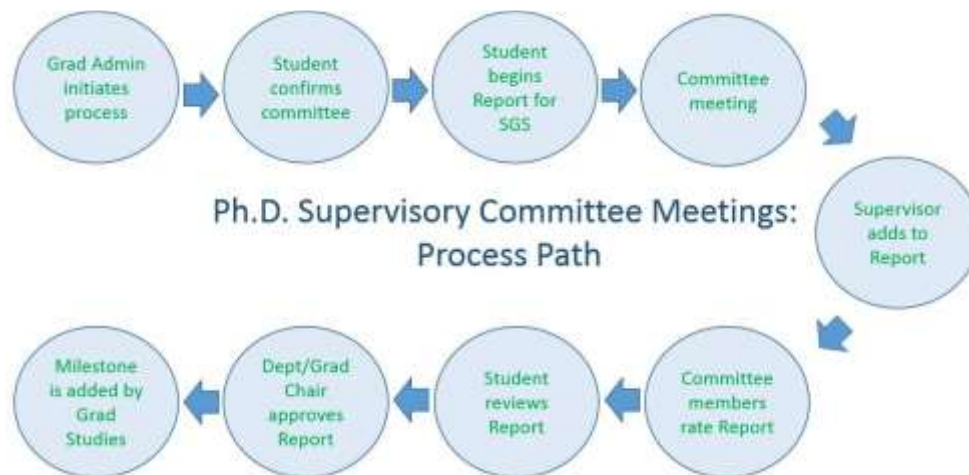 Grad Admin
initiates
process
Student
confirms
committee
Student
begins
Report for
SGS
Committee
meeting
Ph.D. Supervisory Committee Meetings:
Process Path
Supervisor
adds to
Report
Committee
members
rate Report
Student
reviews
Report
Dept/Grad
Chair
approves
Report
Milestone
is added by
Grad
Studies